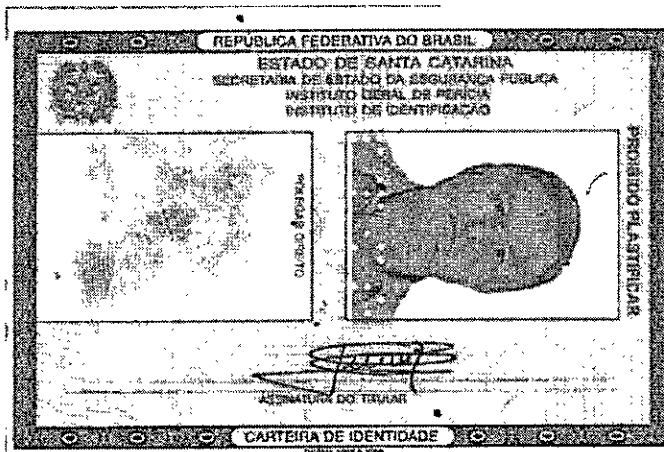 REPÚBLICA FEDERATIVA DO BRASIL
ESTADO DE SANTA CATARINA
SECRETARIA DE ESTADO DA SEGURANÇA PÚBLICA
INSTITUTO GERAL DE PERÍCIA
INSTITUTO DE IDENTIFICAÇÃO
POLEGAR DIREITO
PROIBIDO PLASTIFICAR
ASSINATURA DO TITULAR
CARTEIRA DE IDENTIDADE